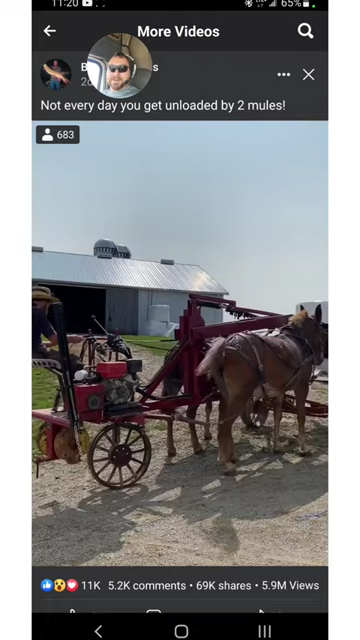 11:20
65%
More Videos
Not every day you get unloaded by 2 mules!
683
11K 5.2K comments • 69K shares • 5.9M Views